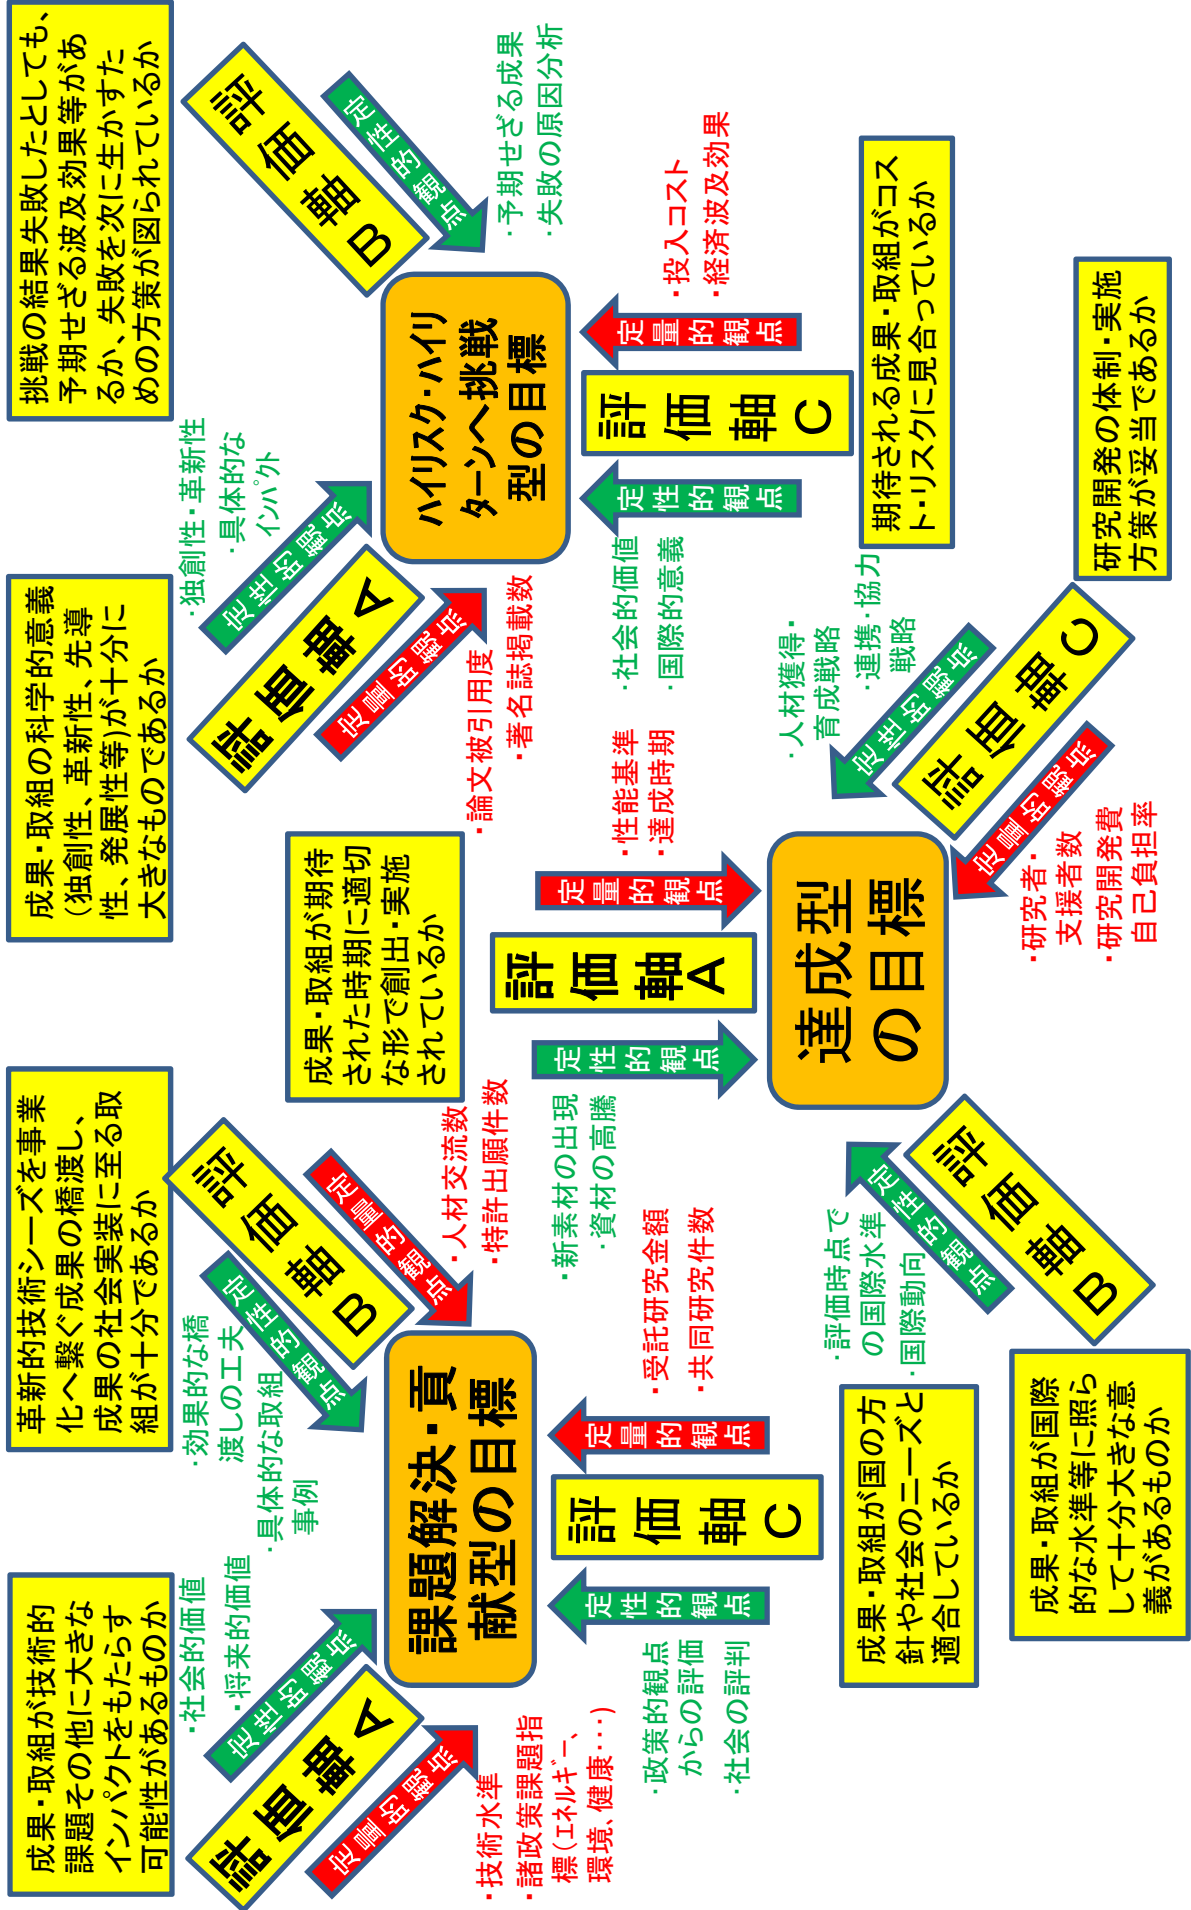 成果・取組が技術的
課題その他に大きな
インパクトをもたらす
可能性があるものか
革新的技術シーズを事業
化へ繋ぐ成果の橋渡し、
成果の社会実装に至る取
組が十分であるか
成果・取組の科学的意義
（独創性、革新性、先導
性、発展性等）が十分に
大きなものであるか
挑戦の結果失敗したとしても、
予期せざる波及効果等があ
るか、失敗を次に生かすた
めの方策が図られているか
・社会的価値
・将来的価値
定性的観点
評価軸A
定量的観点
・技術水準
・諸政策課題指
標（エネルギー、
環境、健康・・・）
・効果的な橋
渡しの工夫
・具体的な取組
事例
定性的観点
評価軸B
定量的観点
・人材交流数
・特許出願件数
課題解決・貢
献型の目標
定性的観点
評価軸C
定量的観点
・政策的観点
からの評価
・社会の評判
・受託研究金額
・共同研究件数
成果・取組が国の方
針や社会のニーズと
適合しているか
・独創性・革新性
・具体的な
インパクト
定性的観点
評価軸A
定量的観点
・論文被引用度
・著名誌掲載数
評価軸B
定性的観点
・予期せざる成果
・失敗の原因分析
ハイリスク・ハイリ
ターンへ挑戦
型の目標
定性的観点
評価軸C
定量的観点
・社会的価値
・国際的意義
・投入コスト
・経済波及効果
期待される成果・取組がコス
ト・リスクに見合っているか
成果・取組が期待
された時期に適切
な形で創出・実施
されているか
定性的観点
評価軸A
定量的観点
・新素材の出現
・資材の高騰
・性能基準
・達成時期
達成型
の目標
・評価時点で
の国際水準
・国際動向
定性的観点
評価軸B
成果・取組が国際
的な水準等に照ら
して十分大きな意
義があるものか
・人材獲得・
育成戦略
・連携・協力
戦略
定性的観点
評価軸C
定量的観点
・研究者・
支援者数
・研究開発費
自己負担率
研究開発の体制・実施
方策が妥当であるか